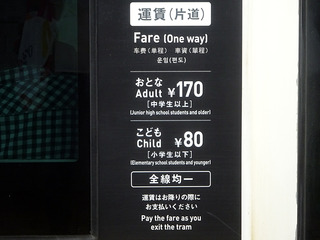 運賃(片道)
Fare (One way)
车费(单程) 車資(單程)
운임(편도)
おとな
Adult ¥170
[中学生以上]
(Junior high school students and older)
こども
Child ¥80
[小学生以下]
(Elementary school students and younger)
全線均一
運賃はお降りの際に
お支払いください
Pay the fare as you
exit the tram